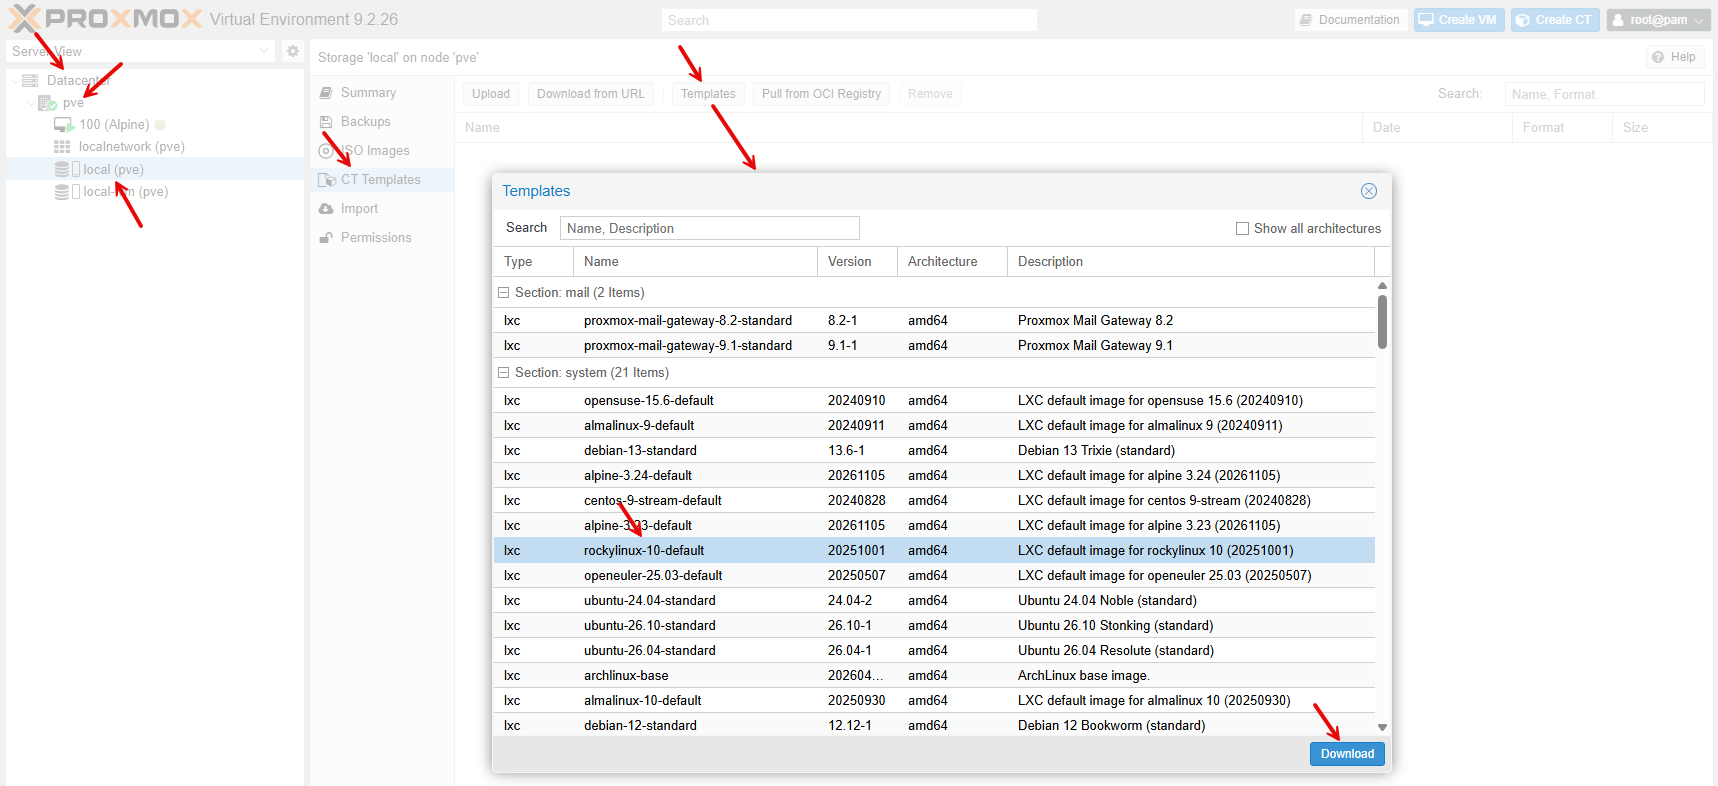 PROXMOX Virtual Environment 9.2.26
Search
Documentation
Create VM
Create CT
root@pam
Server View
Storage 'local' on node 'pve'
Help
Datacenter
pve
100 (Alpine)
localnetwork (pve)
local (pve)
(pve)
Summary
Backups
ISO Images
CT Templates
Import
Permissions
Upload
Download from URL
Templates
Pull from OCI Registry
Remove
Search:
Name, Format
Name Date Format Size
Templates
Search
Name, Description
Show all architectures
Type Name Version Architecture Description
Section: mail (2 Items)
lxc proxmox-mail-gateway-8.2-standard 8.2-1 amd64 Proxmox Mail Gateway 8.2
lxc proxmox-mail-gateway-9.1-standard 9.1-1 amd64 Proxmox Mail Gateway 9.1
Section: system (21 Items)
lxc opensuse-15.6-default 20240910 amd64 LXC default image for opensuse 15.6 (20240910)
lxc almalinux-9-default 20240911 amd64 LXC default image for almalinux 9 (20240911)
lxc debian-13-standard 13.6-1 amd64 Debian 13 Trixie (standard)
lxc alpine-3.24-default 20261105 amd64 LXC default image for alpine 3.24 (20261105)
lxc centos-9-stream-default 20240828 amd64 LXC default image for centos 9-stream (20240828)
lxc alpine-3.23-default 20261105 amd64 LXC default image for alpine 3.23 (20261105)
lxc rockylinux-10-default 20251001 amd64 LXC default image for rockylinux 10 (20251001)
lxc openeuler-25.03-default 20250507 amd64 LXC default image for openeuler 25.03 (20250507)
lxc ubuntu-24.04-standard 24.04-2 amd64 Ubuntu 24.04 Noble (standard)
lxc ubuntu-26.10-standard 26.10-1 amd64 Ubuntu 26.10 Stonking (standard)
lxc ubuntu-26.04-standard 26.04-1 amd64 Ubuntu 26.04 Resolute (standard)
lxc archlinux-base 202604... amd64 ArchLinux base image.
lxc almalinux-10-default 20250930 amd64 LXC default image for almalinux 10 (20250930)
lxc debian-12-standard 12.12-1 amd64 Debian 12 Bookworm (standard)
Download